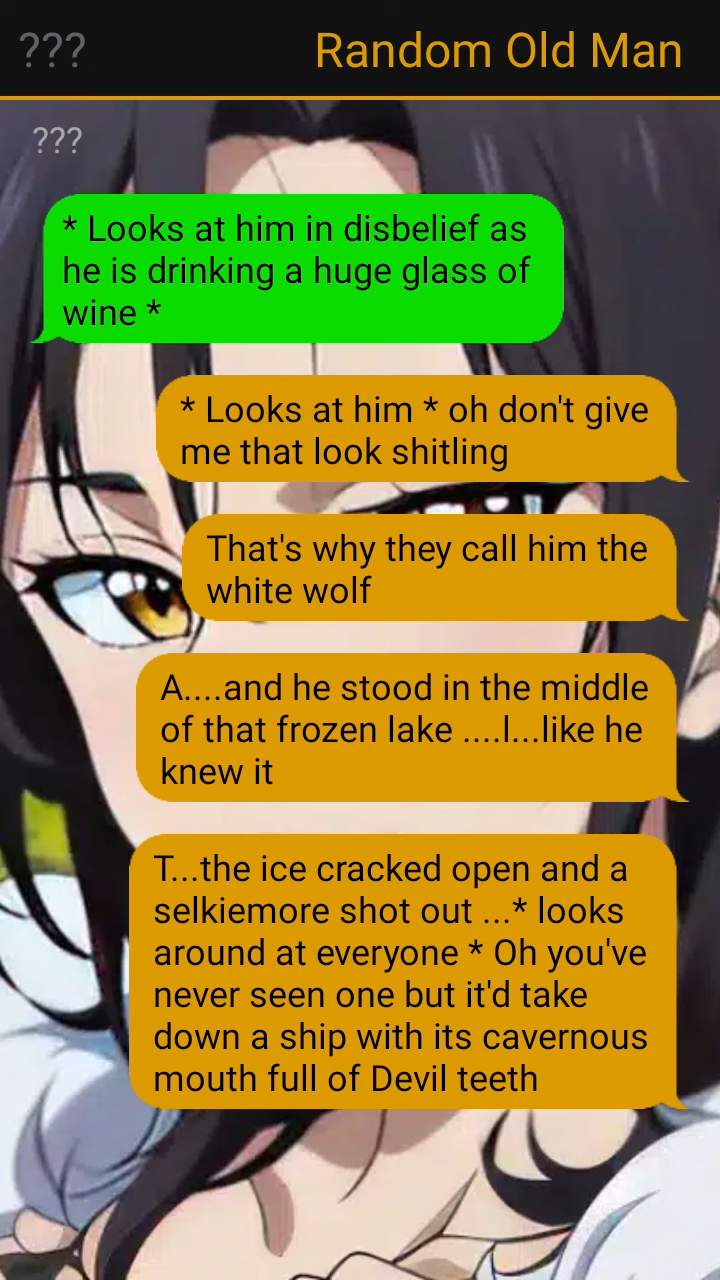 ??? Random Old Man
???
* Looks at him in disbelief as
he is drinking a huge glass of
wine *
* Looks at him * oh don't give
me that look shitling
That's why they call him the
white wolf
A....and he stood in the middle
of that frozen lake ....l...like he
knew it
T...the ice cracked open and a
selkiemore shot out ...* looks
around at everyone * Oh you've
never seen one but it'd take
down a ship with its cavernous
mouth full of Devil teeth